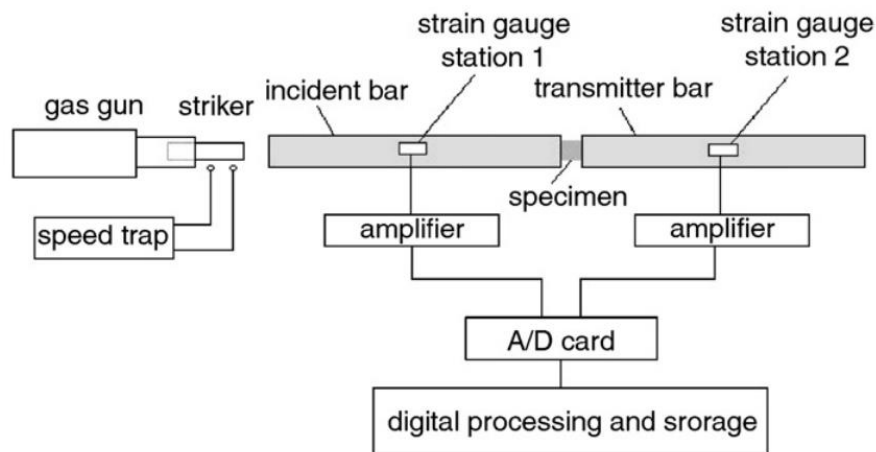 strain gauge
station 1
strain gauge
station 2
incident bar
transmitter bar
gas gun
striker
specimen
speed trap
amplifier
amplifier
A/D card
digital processing and srorage